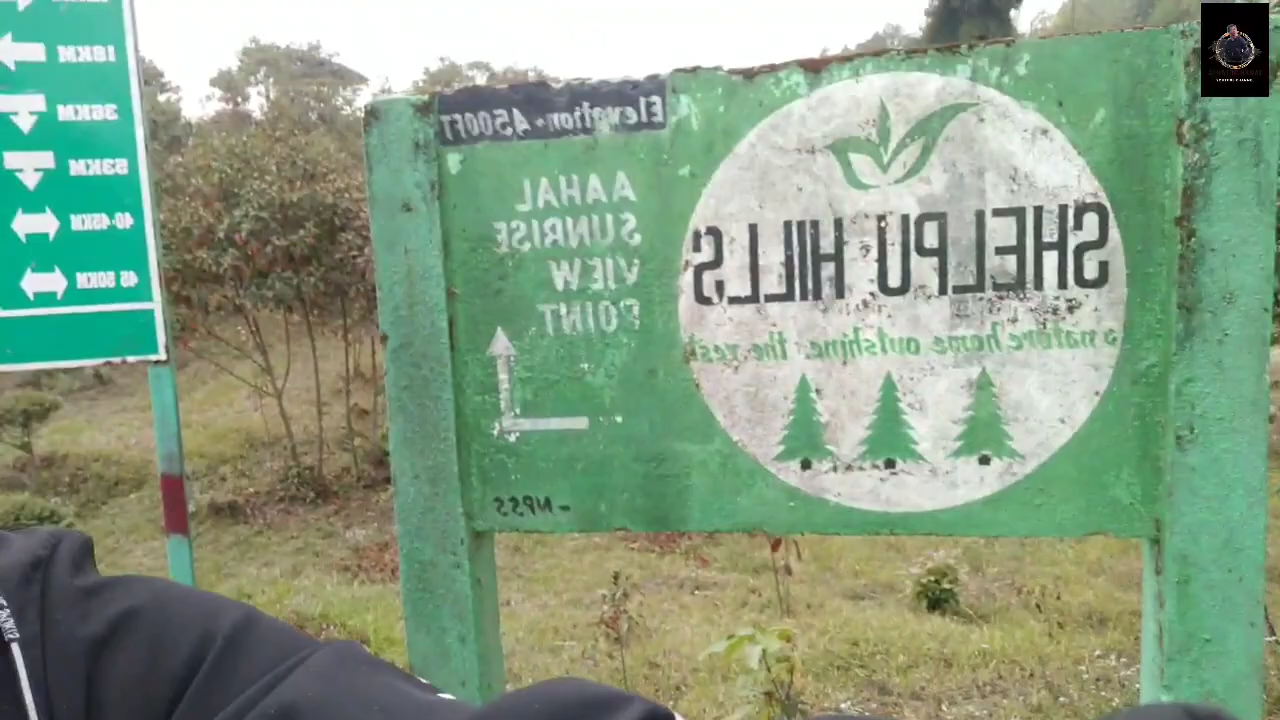 18KM
36KM
53KM
40-45KM
45 50KM
Elevation - 4500FT
AAHAL
SUNRISE
VIEW
POINT
- NPSS
SHELPU HILLS
a nature home outshine the rest